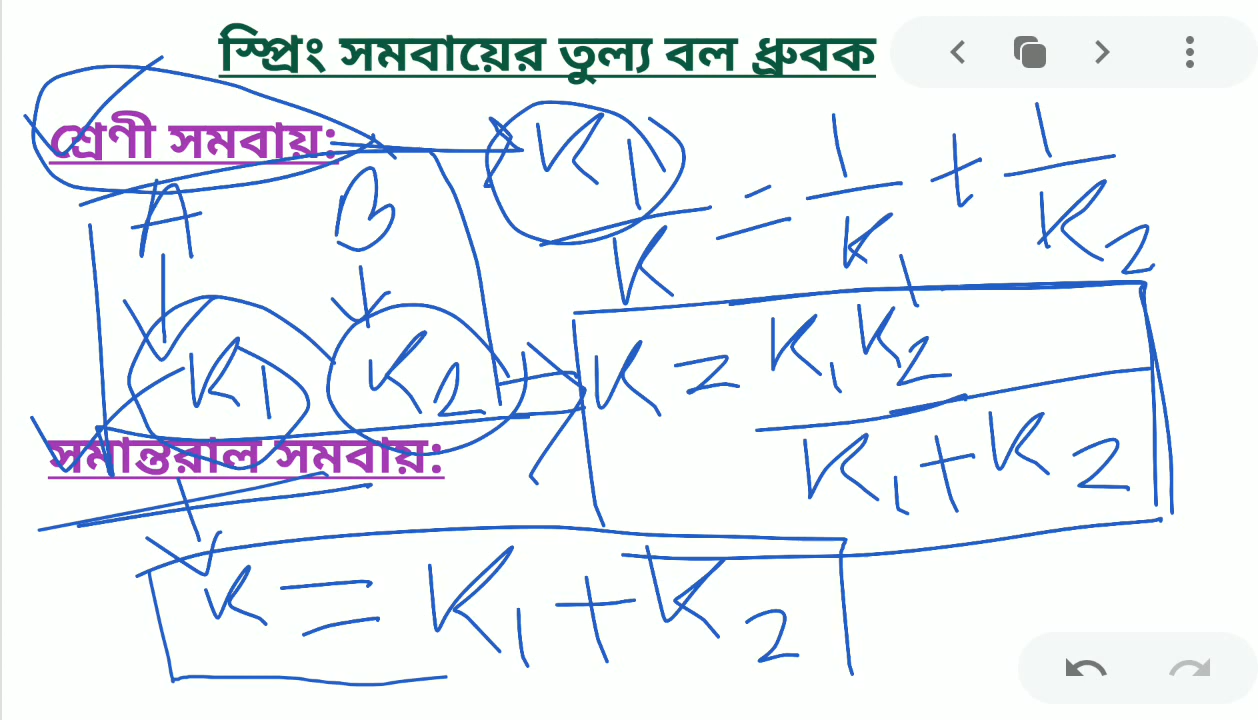 স্প্রিং সমবায়ের তুল্য বল ধ্রুবক
শ্রেণী সমবায়:
A B
K1 K2
1/K = 1/K1 + 1/K2
K = K1K2/K1+K2
সমান্তরাল সমবায়:
K = K1 + K2